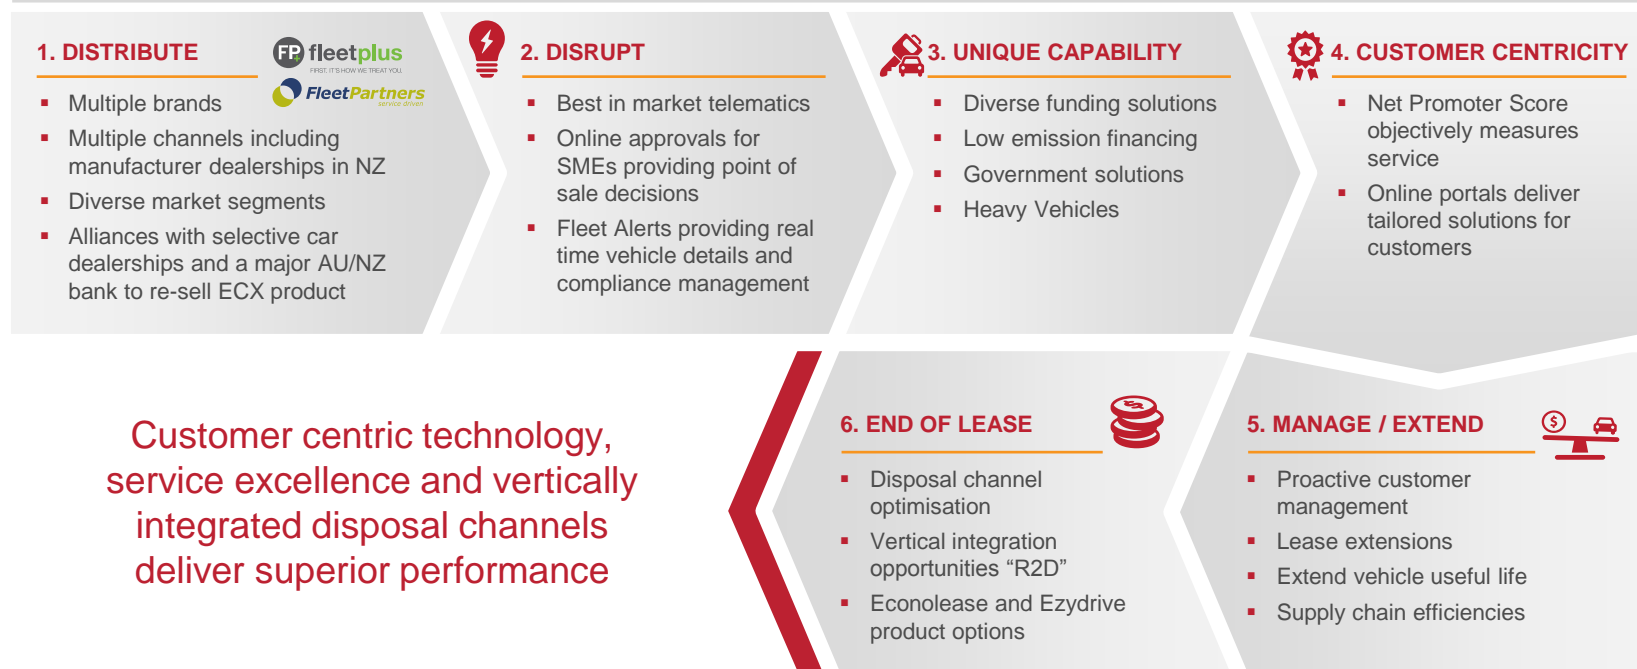 1. DISTRIBUTE
FP+ fleetplus
FIRST. IT'S HOW WE TREAT YOU.
FleetPartners
service driven
▪ Multiple brands
▪ Multiple channels including
manufacturer dealerships in NZ
▪ Diverse market segments
▪ Alliances with selective car
dealerships and a major AU/NZ
bank to re-sell ECX product
2. DISRUPT
▪ Best in market telematics
▪ Online approvals for
SMEs providing point of
sale decisions
▪ Fleet Alerts providing real
time vehicle details and
compliance management
3. UNIQUE CAPABILITY
▪ Diverse funding solutions
▪ Low emission financing
▪ Government solutions
▪ Heavy Vehicles
4. CUSTOMER CENTRICITY
▪ Net Promoter Score
objectively measures
service
▪ Online portals deliver
tailored solutions for
customers
5. MANAGE / EXTEND
$
▪ Proactive customer
management
▪ Lease extensions
▪ Extend vehicle useful life
▪ Supply chain efficiencies
6. END OF LEASE
$
▪ Disposal channel
optimisation
▪ Vertical integration
opportunities “R2D”
▪ Econolease and Ezydrive
product options
Customer centric technology,
service excellence and vertically
integrated disposal channels
deliver superior performance